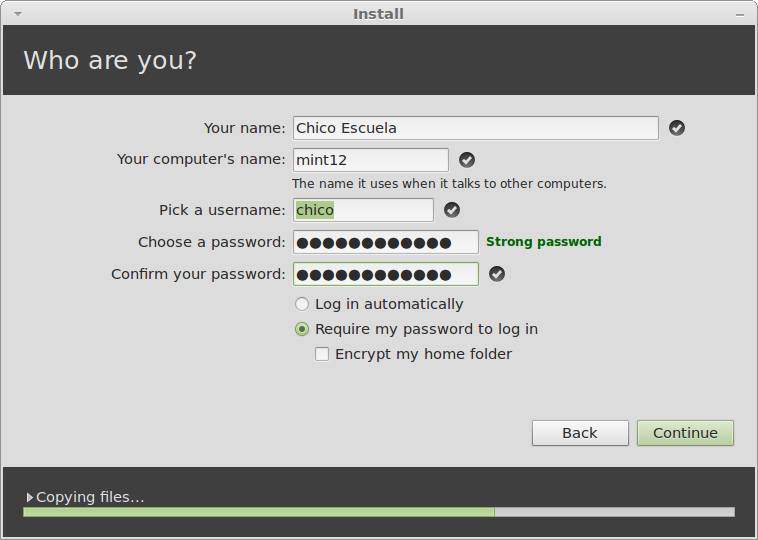 Install
Who are you?
Your name: Chico Escuela
Your computer's name: mint12
The name it uses when it talks to other computers.
Pick a username: chico
Choose a password: ●●●●●●●●●●●● Strong password
Confirm your password: ●●●●●●●●●●●●
Log in automatically
Require my password to log in
Encrypt my home folder
Back Continue
Copying files...